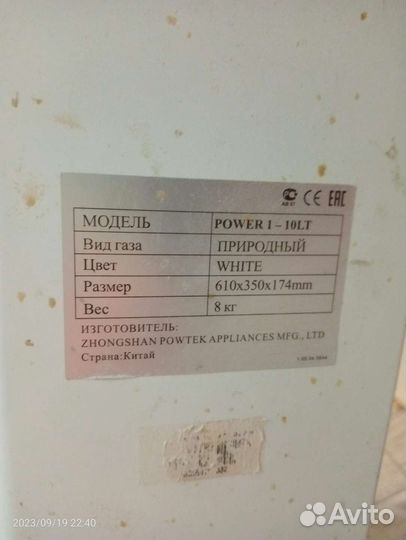 CE EAC
МОДЕЛЬ POWER 1 – 10LT
Вид газа ПРИРОДНЫЙ
Цвет WHITE
Размер 610x350x174mm
Вес 8 кг
ИЗГОТОВИТЕЛЬ:
ZHONGSHAN POWTEK APPLIANCES MFG., LTD
Страна:Китай
2023/09/19 22:40
Avito